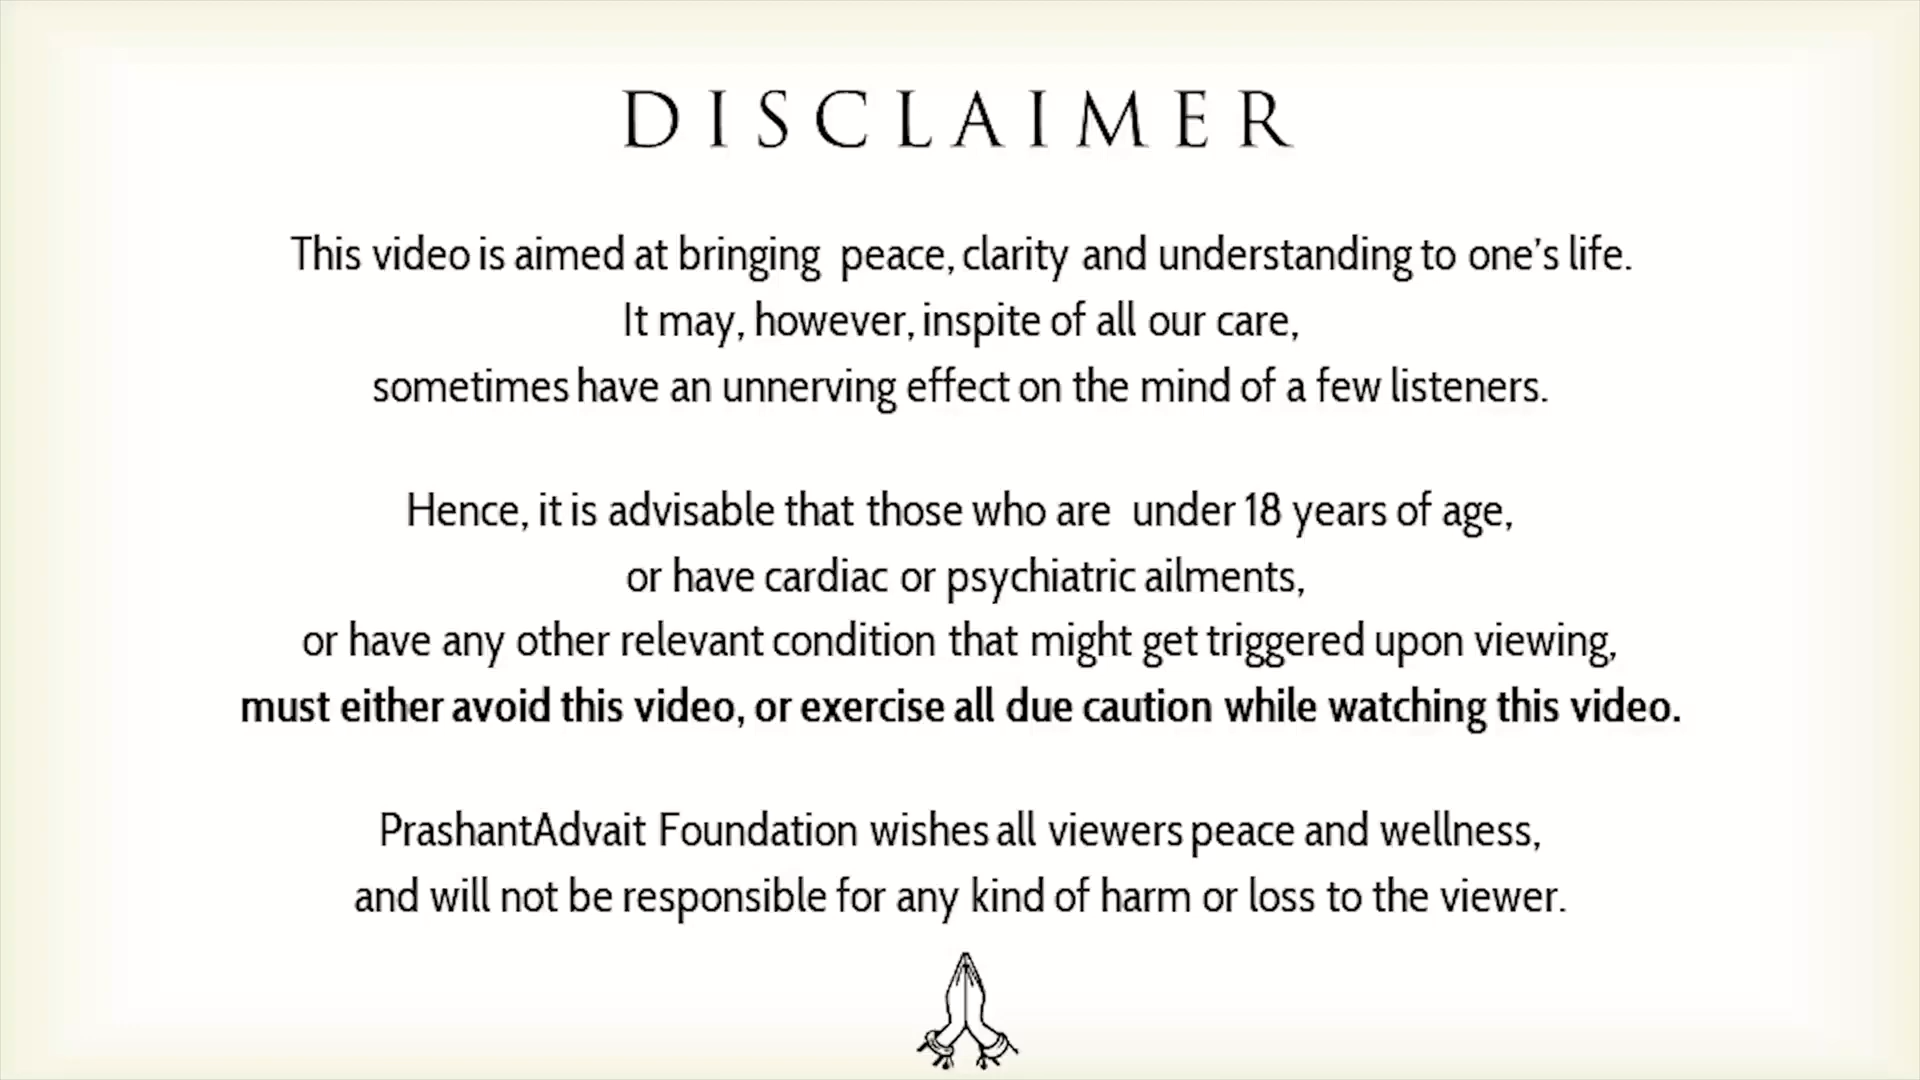 DISCLAIMER
This video is aimed at bringing peace, clarity and understanding to one's life.
It may, however, inspite of all our care,
sometimes have an unnerving effect on the mind of a few listeners.
Hence, it is advisable that those who are under 18 years of age,
or have cardiac or psychiatric ailments,
or have any other relevant condition that might get triggered upon viewing,
must either avoid this video, or exercise all due caution while watching this video.
PrashantAdvait Foundation wishes all viewers peace and wellness,
and will not be responsible for any kind of harm or loss to the viewer.